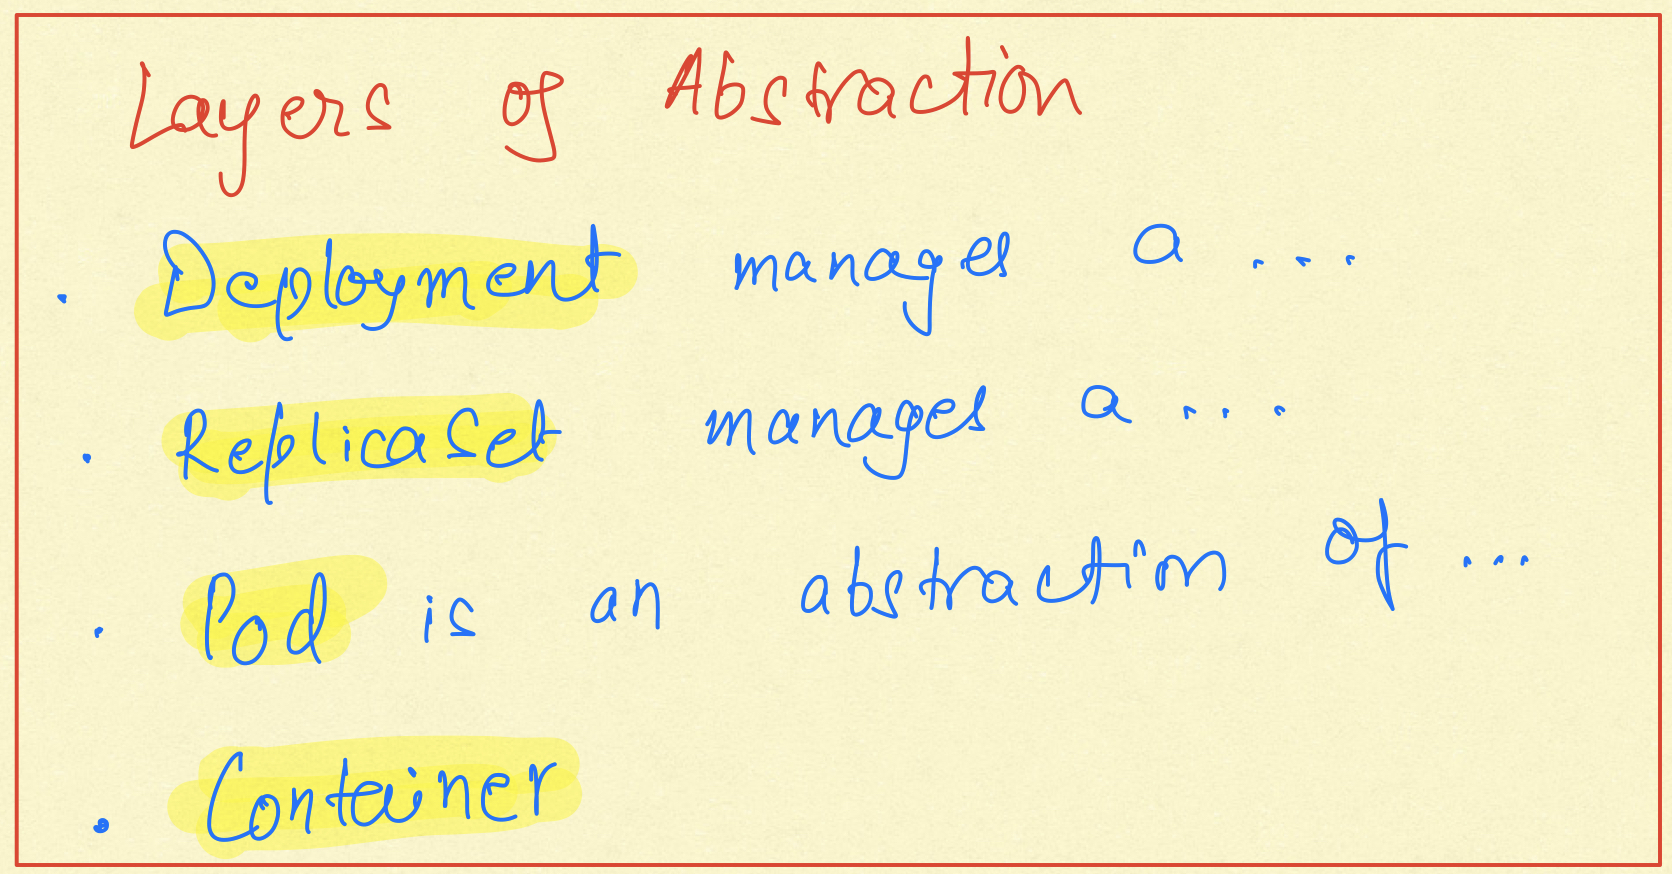 Layers of Abstraction
. Deployment manages a ....
. ReplicaSet manages a ....
. Pod is an abstraction of ...
. Container